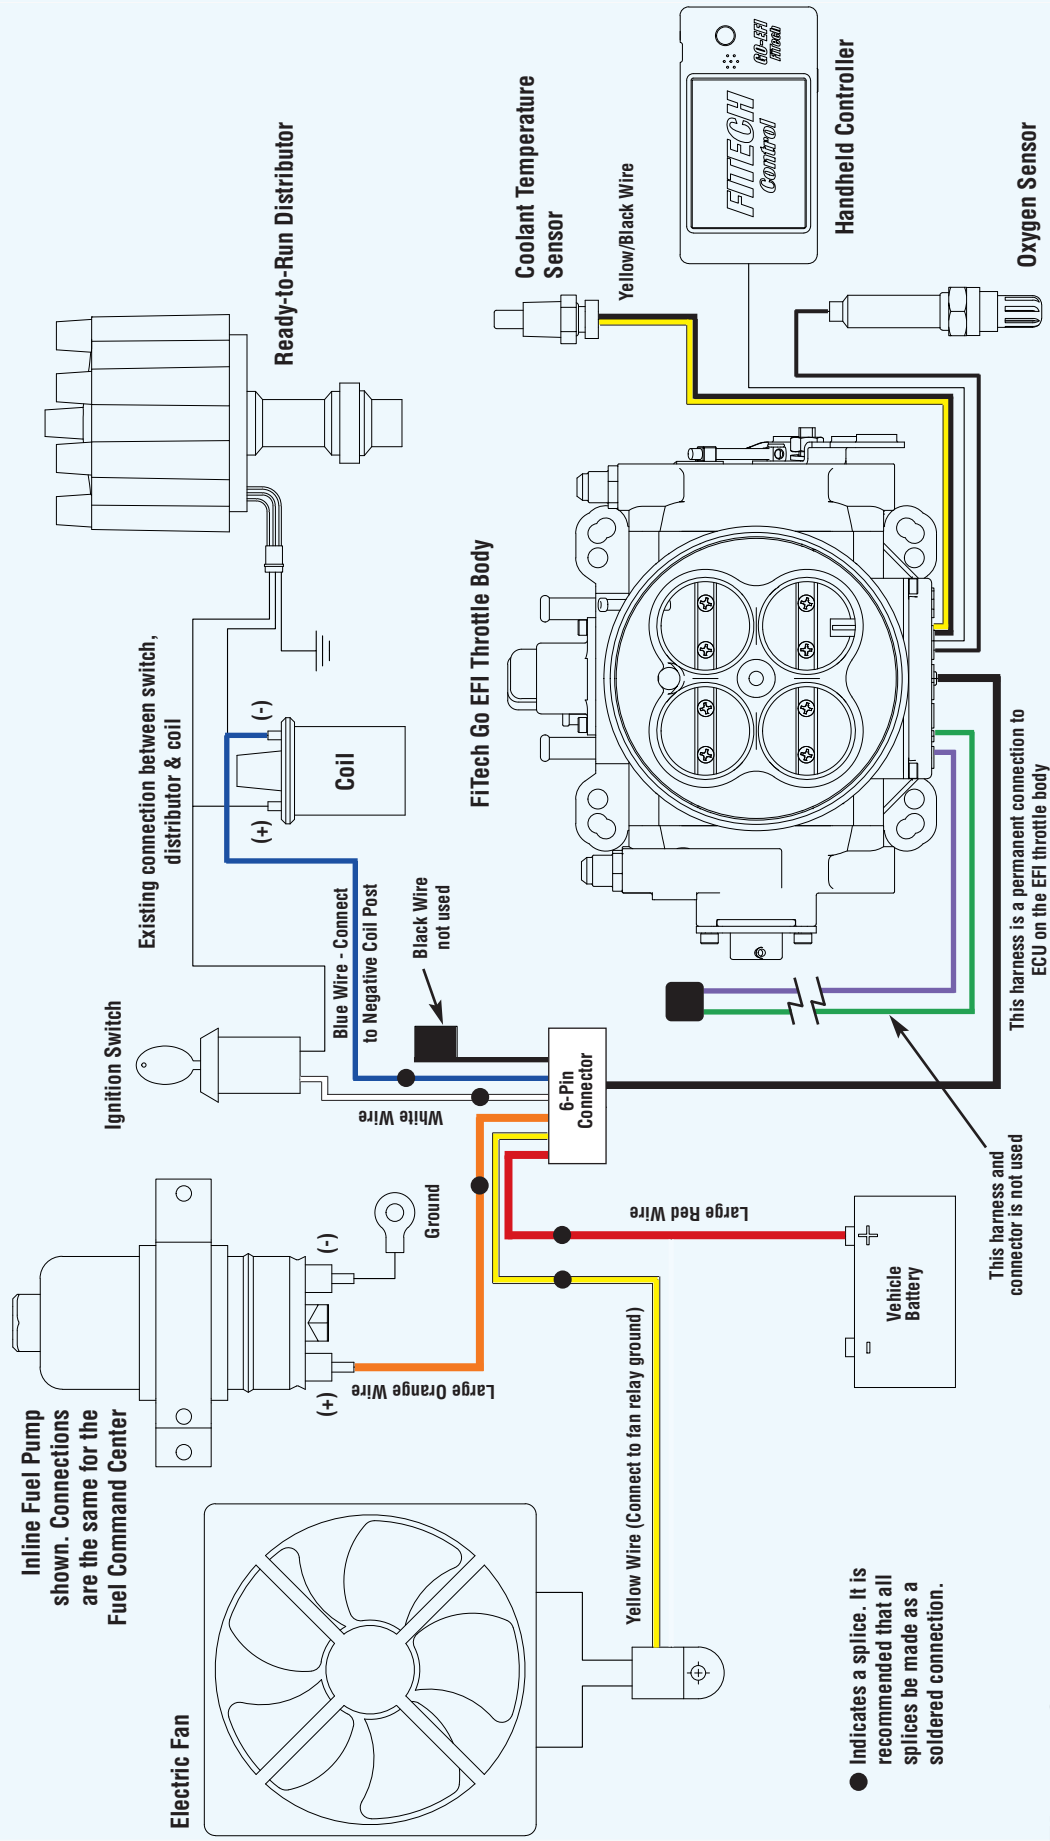 Inline Fuel Pump
shown. Connections
are the same for the
Fuel Command Center
Electric Fan
(+)
(-)
Ground
Large Orange Wire
Ignition Switch
White Wire
Existing connection between switch,
distributor & coil
Ready-to-Run Distributor
(+)
(-)
Coil
Blue Wire - Connect
to Negative Coil Post
Black Wire
not used
6-Pin
Connector
Yellow Wire (Connect to fan relay ground)
Large Red Wire
Vehicle
Battery
-
+
This harness and
connector is not used
This harness is a permanent connection to
ECU on the EFI throttle body
FiTech Go EFI Throttle Body
Coolant Temperature
Sensor
Yellow/Black Wire
FITECH
Control
GO-EFI
FiTech
Handheld Controller
Oxygen Sensor
Indicates a splice. It is
recommended that all
splices be made as a
soldered connection.